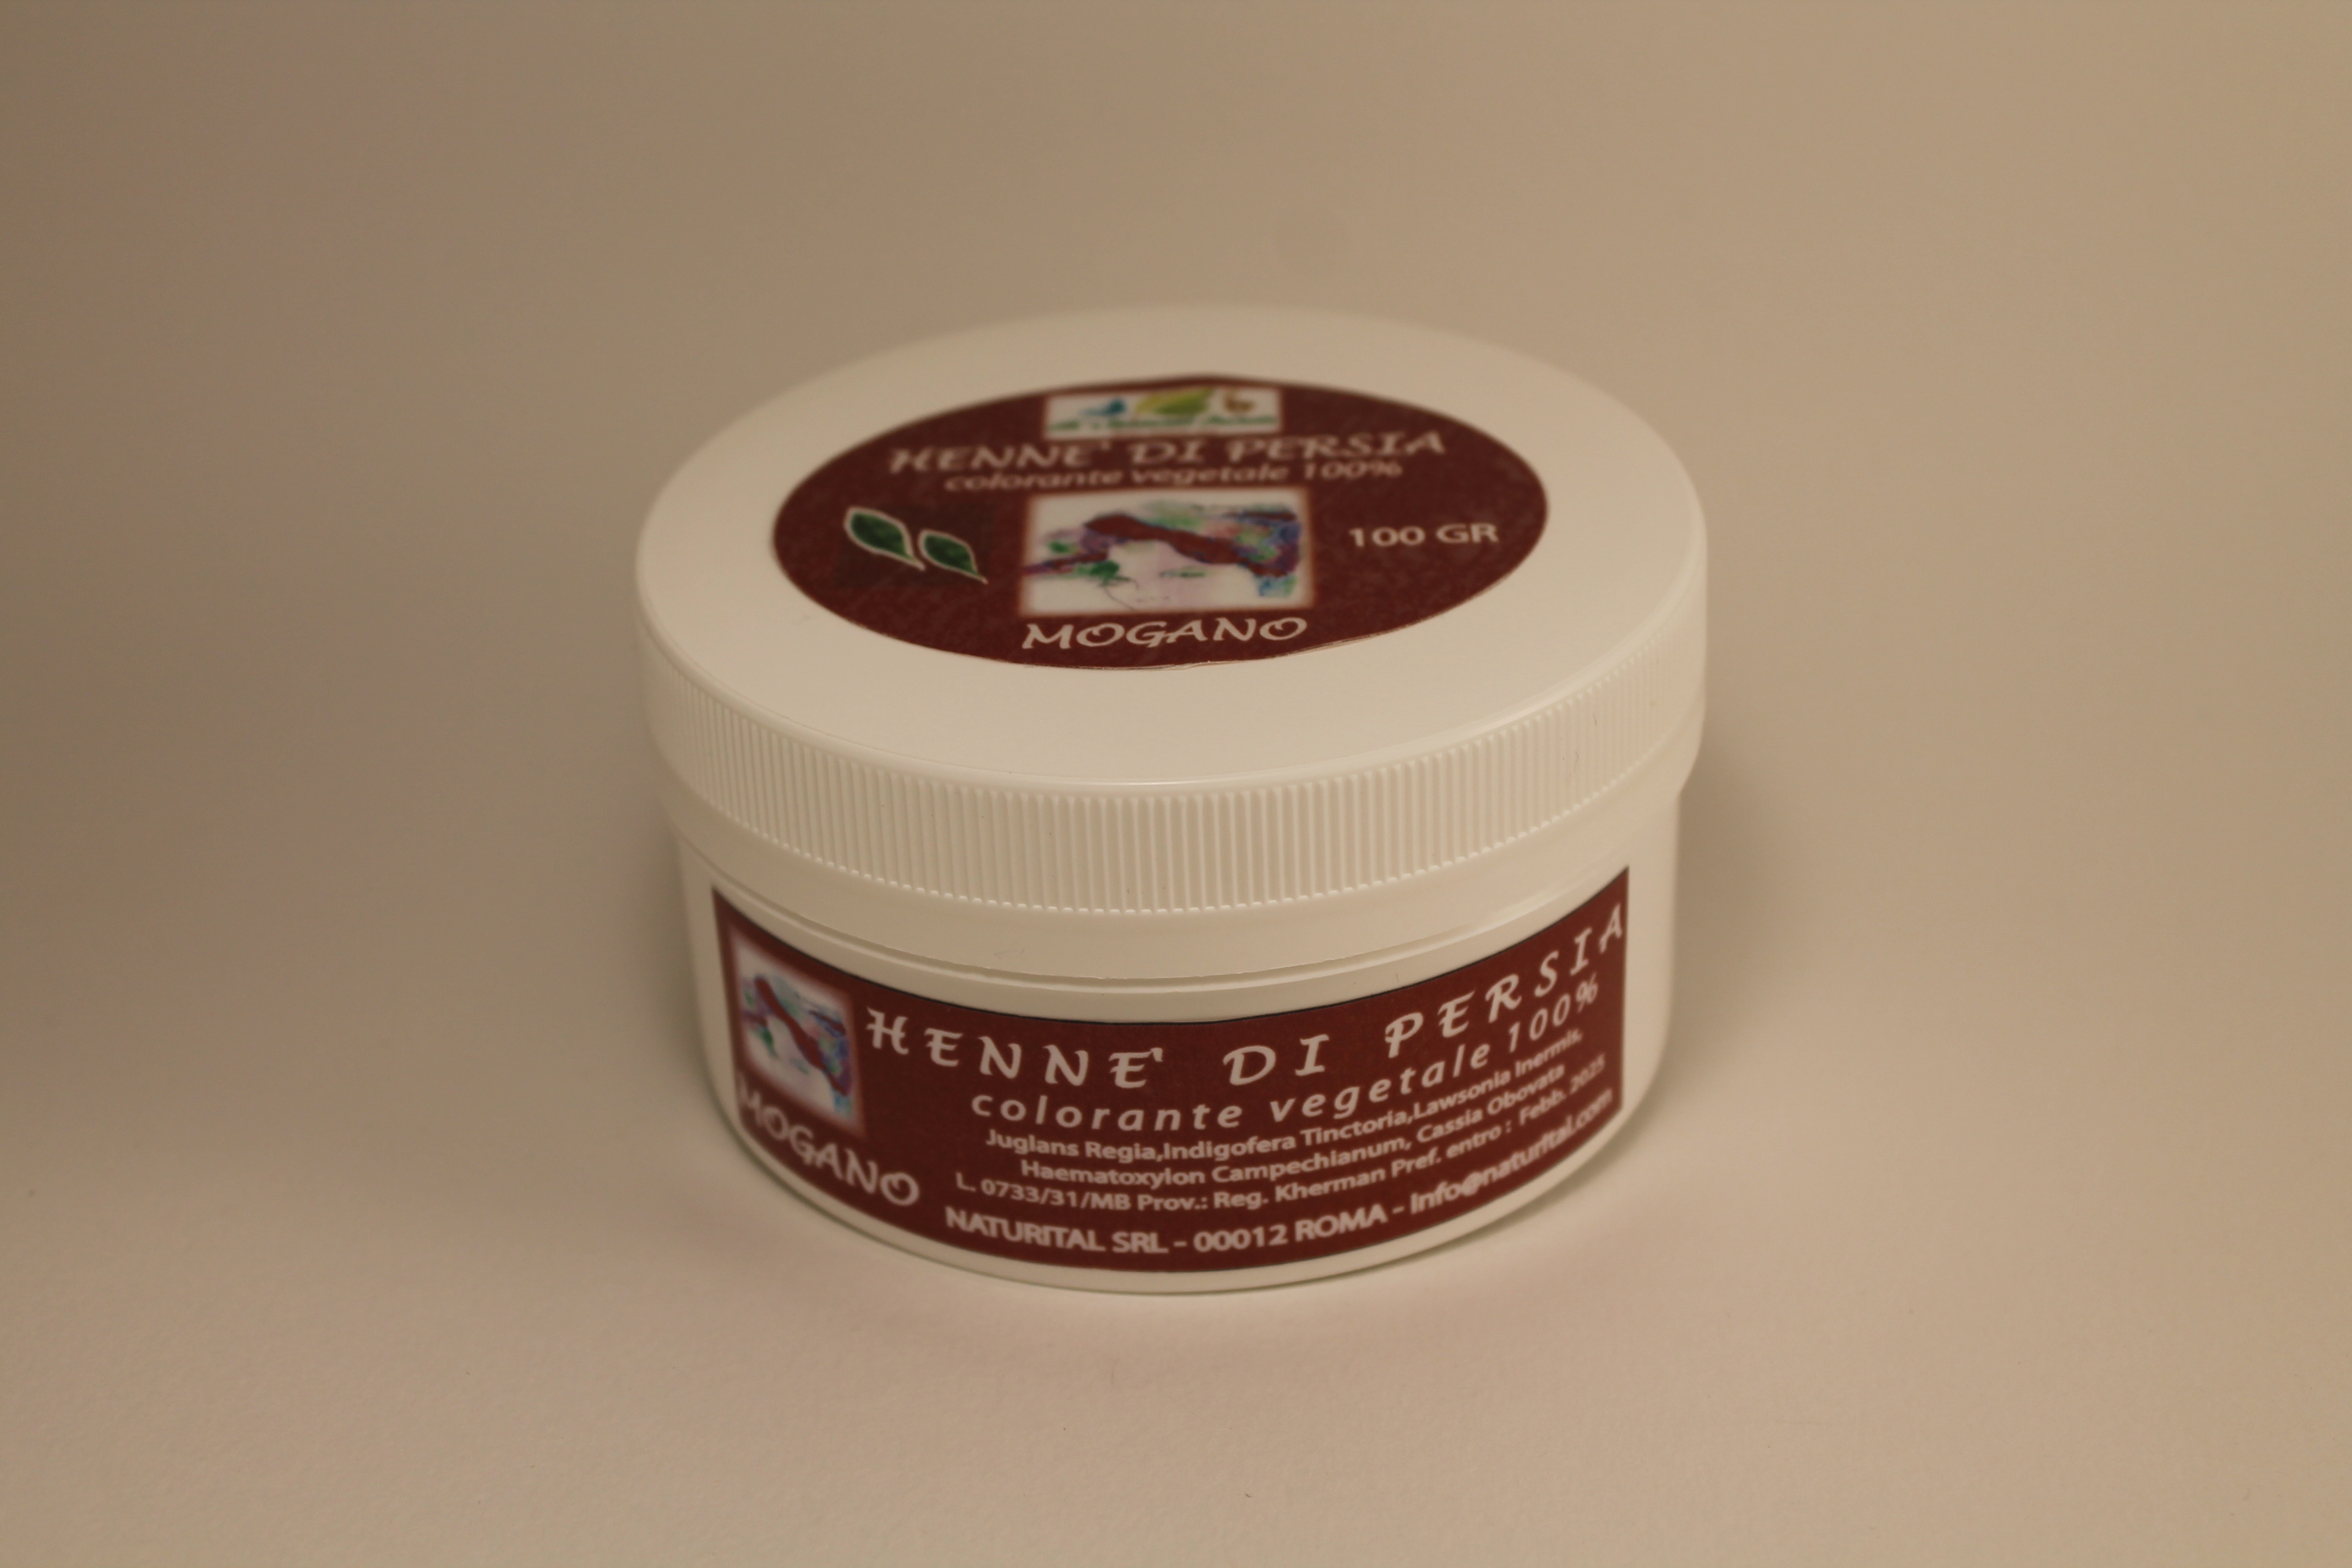 HENNE' DI PERSIA
colorante vegetale 100%
100 GR
MOGANO
HENNE' DI PERSIA
colorante vegetale 100%
Juglans Regia,Indigofera Tinctoria,Lawsonia Inermis,
Haematoxylon Campechianum, Cassia Obovata
L. 0733/31/MB Prov.: Reg. Kherman Pref. entro : Febb. 2025
NATURITAL SRL - 00012 ROMA - Info@naturital.com
MOGANO